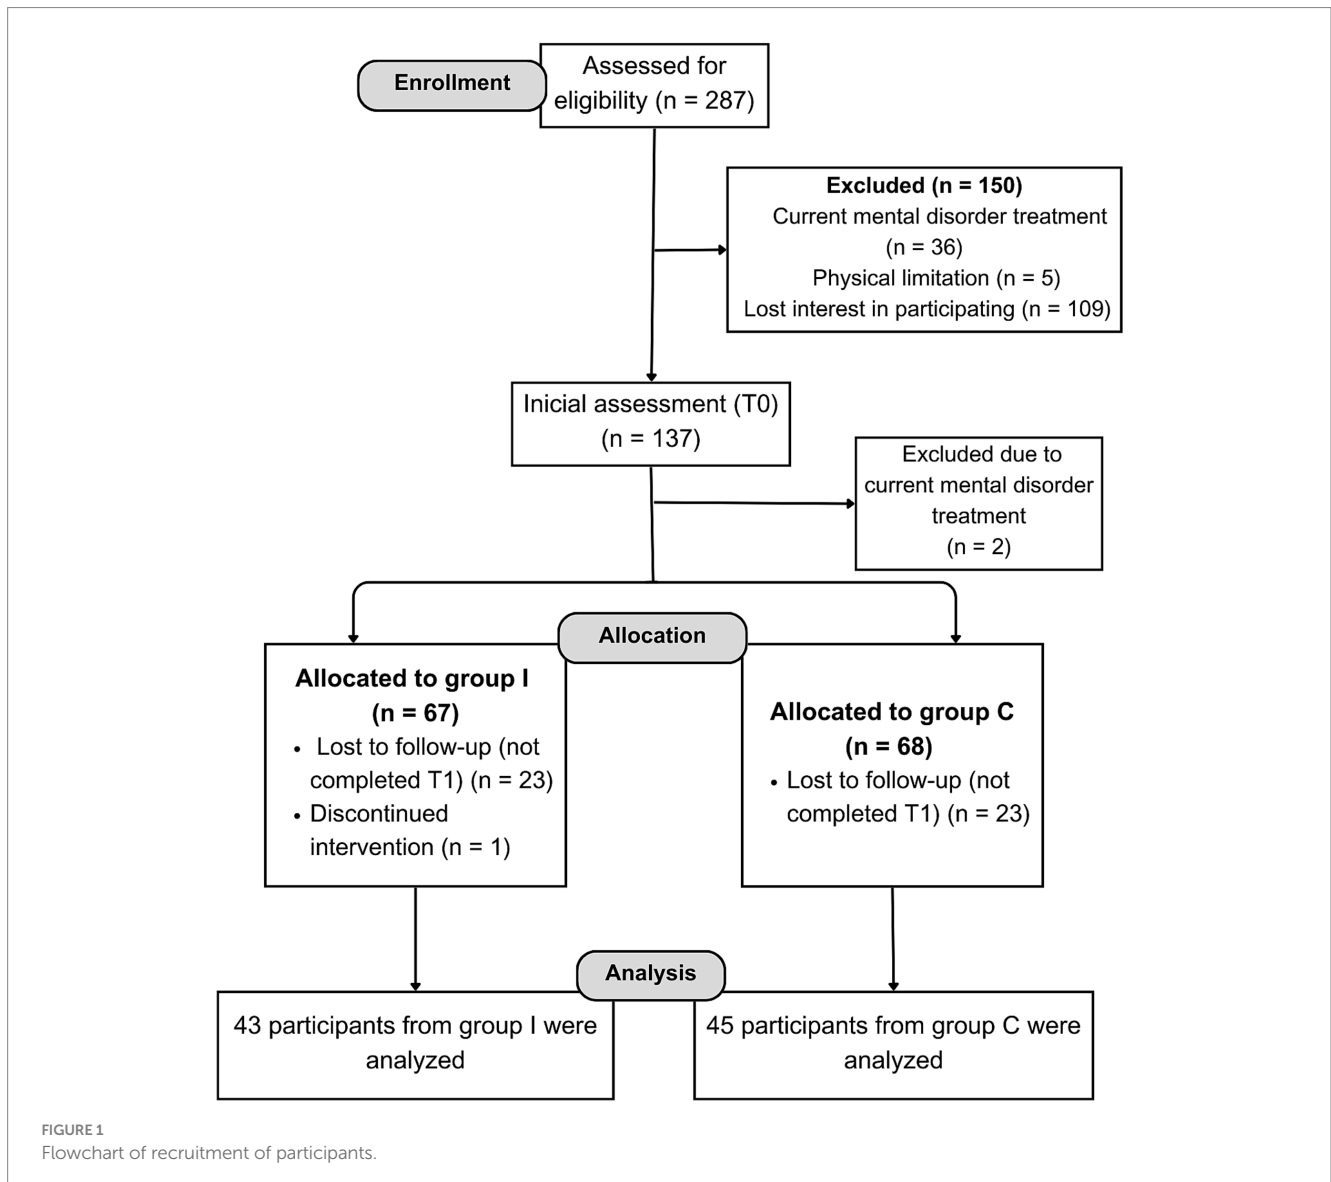 Enrollment
Assessed for
eligibility (n = 287)
Excluded (n = 150)
Current mental disorder treatment
(n = 36)
Physical limitation (n = 5)
Lost interest in participating (n = 109)
Inicial assessment (T0)
(n = 137)
Excluded due to
current mental disorder
treatment
(n = 2)
Allocation
Allocated to group I
(n = 67)
• Lost to follow-up (not
completed T1) (n = 23)
• Discontinued
intervention (n = 1)
Allocated to group C
(n = 68)
• Lost to follow-up (not
completed T1) (n = 23)
Analysis
43 participants from group I were
analyzed
45 participants from group C were
analyzed
FIGURE 1
Flowchart of recruitment of participants.